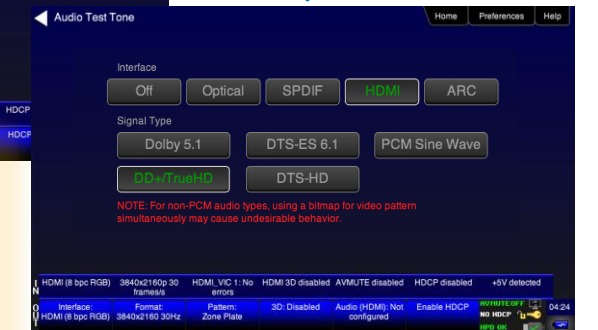 Audio Test Tone
Home Preferences Help
Interface
Off Optical SPDIF HDMI ARC
HDCP
Signal Type
HDCP
Dolby 5.1 DTS-ES 6.1 PCM Sine Wave
DD+/TrueHD DTS-HD
NOTE: For non-PCM audio types, using a bitmap for video pattern
simultaneously may cause undesirable behavior.
IN
HDMI (8 bpc RGB) 3840x2160p 30 HDMI_VIC 1: No HDMI 3D disabled AVMUTE disabled HDCP disabled +5V detected
frames/s errors
OUT
Interface: Format: Pattern: 3D: Disabled Audio (HDMI): Not Enable HDCP AVMUTE OFF 04:24
HDMI (8 bpc RGB) 3840x2160 30Hz Zone Plate configured NO HDCP
HPD OK